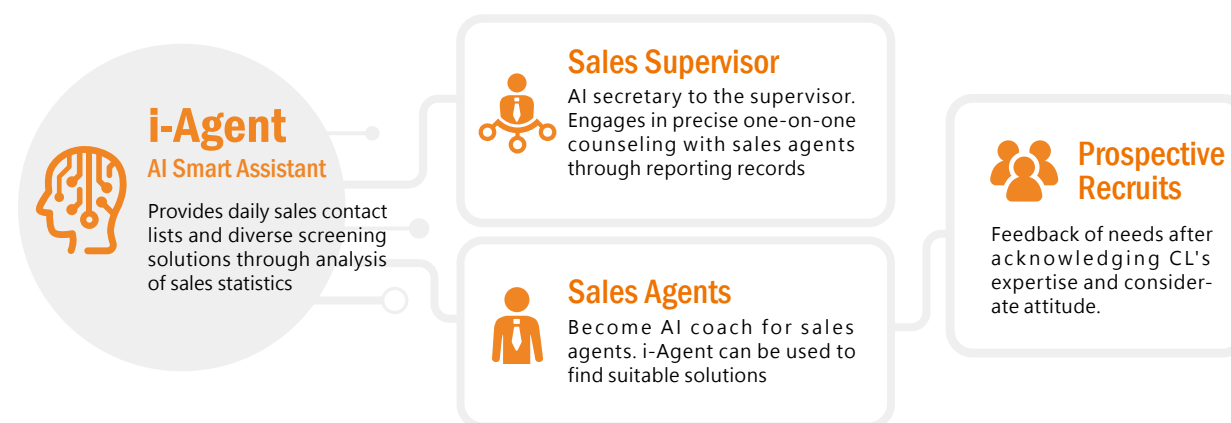 i-Agent
AI Smart Assistant
Provides daily sales contact
lists and diverse screening
solutions through analysis
of sales statistics
Sales Supervisor
AI secretary to the supervisor.
Engages in precise one-on-one
counseling with sales agents
through reporting records
Sales Agents
Become AI coach for sales
agents. i-Agent can be used to
find suitable solutions
Prospective
Recruits
Feedback of needs after
acknowledging CL's
expertise and consider-
ate attitude.